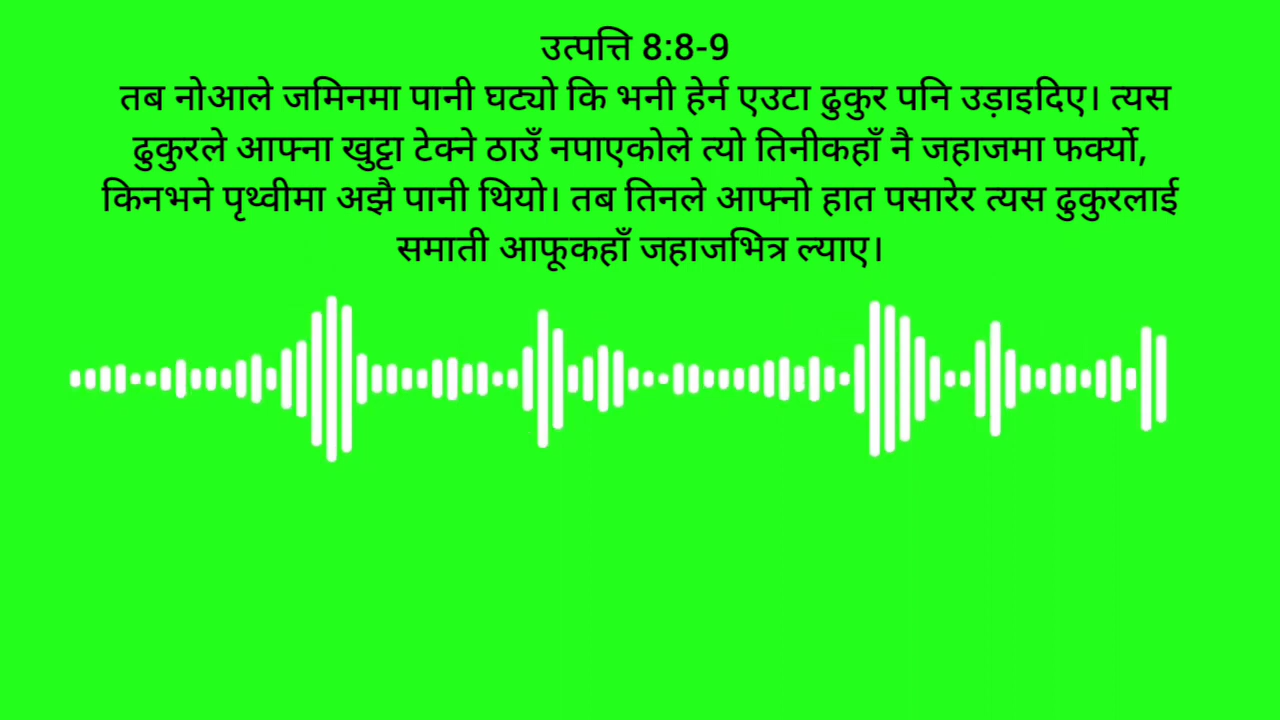 उत्पत्ति 8:8-9
तब नोआले जमिनमा पानी घट्यो कि भनी हेर्न एउटा ढुकुर पनि उड़ाइदिए। त्यस
ढुकुरले आफ्ना खुट्टा टेक्ने ठाउँ नपाएकोले त्यो तिनीकहाँ नै जहाजमा फर्क्यो,
किनभने पृथ्वीमा अझै पानी थियो। तब तिनले आफ्नो हात पसारेर त्यस ढुकुरलाई
समाती आफूकहाँ जहाजभित्र ल्याए।